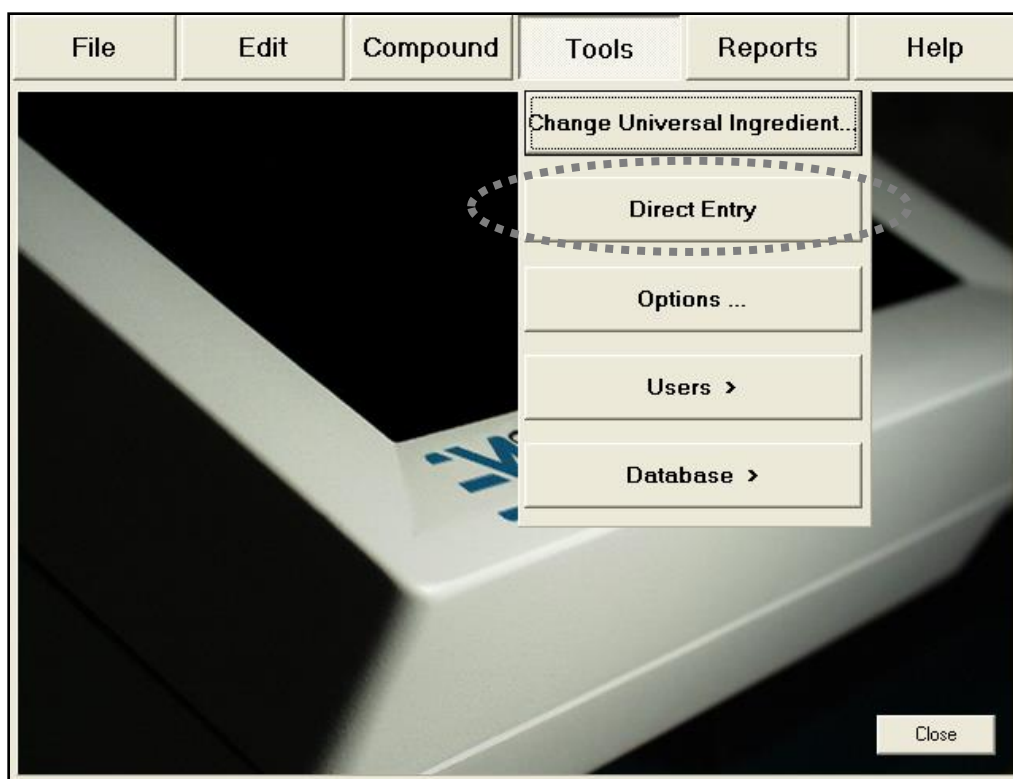 File Edit Compound Tools Reports Help
Change Universal Ingredient...
Direct Entry
Options ...
Users >
Database >
Close